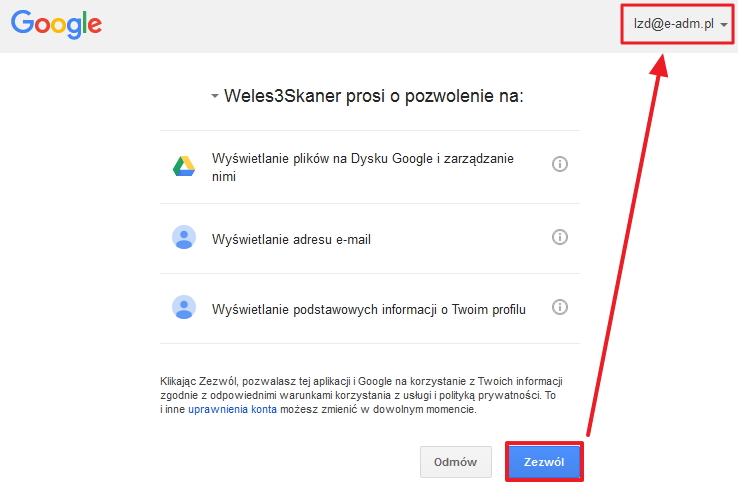 Google
lzd@e-adm.pl
Weles3Skaner prosi o pozwolenie na:
Wyświetlanie plików na Dysku Google i zarządzanie
nimi
Wyświetlanie adresu e-mail
Wyświetlanie podstawowych informacji o Twoim profilu
Klikając Zezwól, pozwalasz tej aplikacji i Google na korzystanie z Twoich informacji
zgodnie z odpowiednimi warunkami korzystania z usługi i polityką prywatności. To
i inne uprawnienia konta możesz zmienić w dowolnym momencie.
Odmów
Zezwól